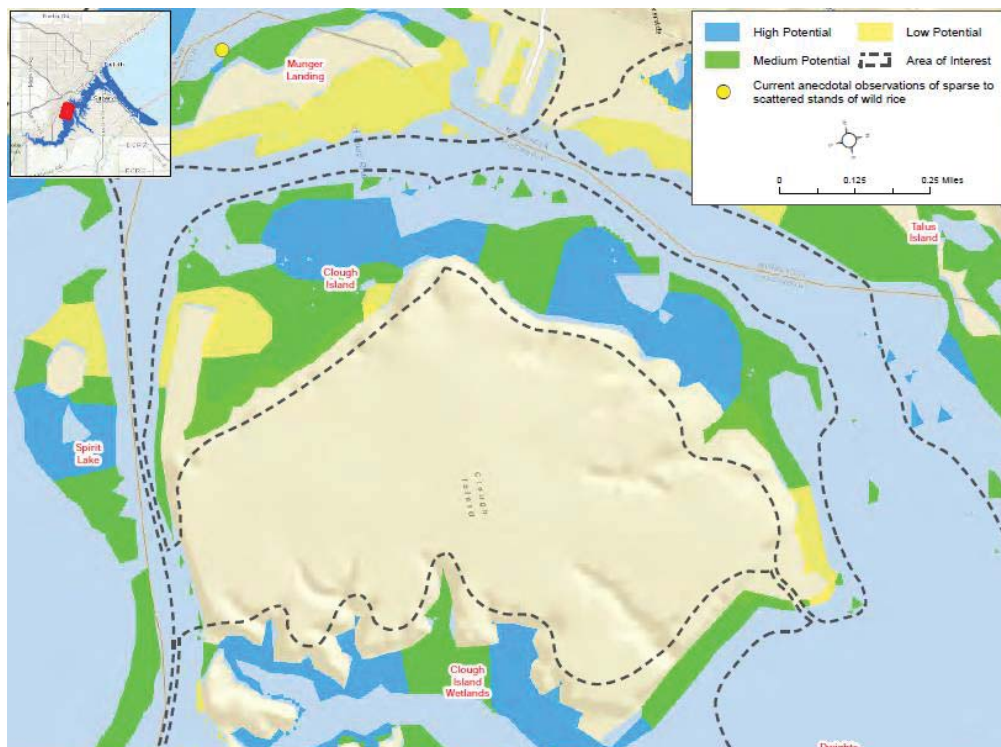 High Potential
Low Potential
Medium Potential
Area of Interest
Current anecdotal observations of sparse to
scattered stands of wild rice
0
0.125
0.25 Miles
Munger
Landing
Talus
Island
Clough
Island
Spirit
Lake
Clough
Island
Clough
Island
Wetlands